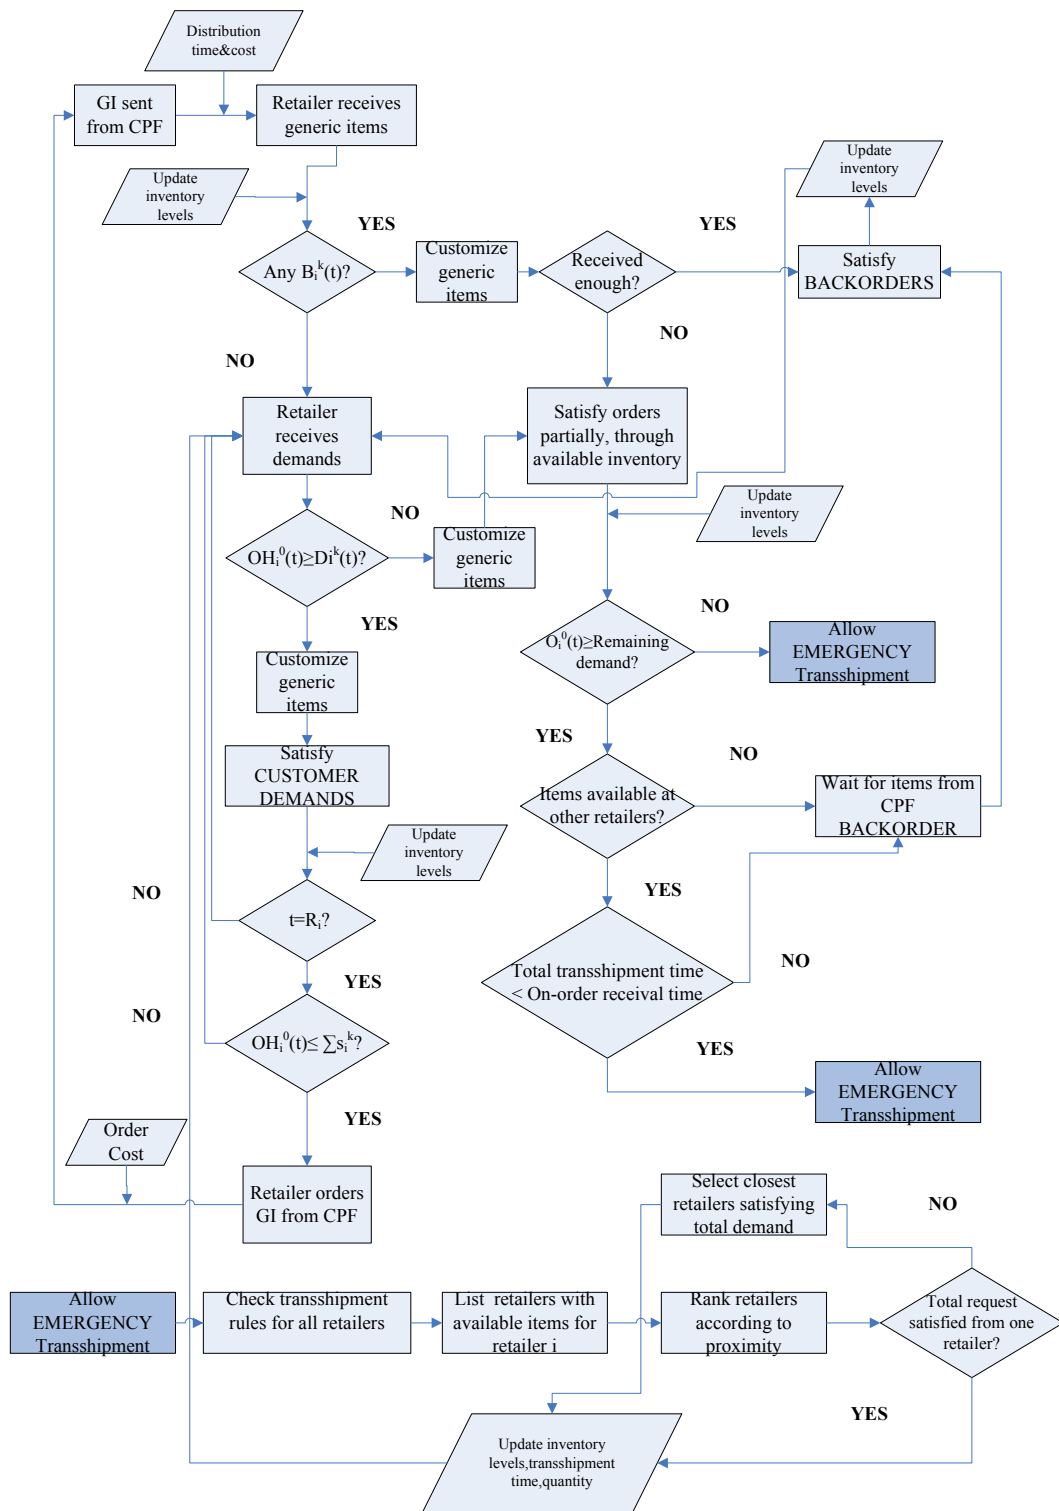 Distribution
time&cost
GI sent
from CPF
Retailer receives
generic items
Update
inventory
levels
Update
inventory
levels
YES
YES
Any Bᵢᵏ(t)?
Customize
generic
items
Received
enough?
Satisfy
BACKORDERS
NO
NO
Retailer
receives
demands
Satisfy orders
partially, through
available inventory
Update
inventory
levels
NO
OHᵢ⁰(t)≥Diᵏ(t)?
Customize
generic
items
YES
NO
Oᵢ⁰(t)≥Remaining
demand?
Allow
EMERGENCY
Transshipment
Customize
generic
items
YES
NO
Satisfy
CUSTOMER
DEMANDS
Items available at
other retailers?
Wait for items from
CPF
BACKORDER
Update
inventory
levels
NO
YES
t=Rᵢ?
NO
Total transshipment time
< On-order receival time
YES
NO
OHᵢ⁰(t)≤ ∑sᵢᵏ?
YES
Allow
EMERGENCY
Transshipment
YES
Order
Cost
Retailer orders
GI from CPF
Select closest
retailers satisfying
total demand
NO
Allow
EMERGENCY
Transshipment
Check transshipment
rules for all retailers
List retailers with
available items for
retailer i
Rank retailers
according to
proximity
Total request
satisfied from one
retailer?
YES
Update inventory
levels,transshipment
time,quantity